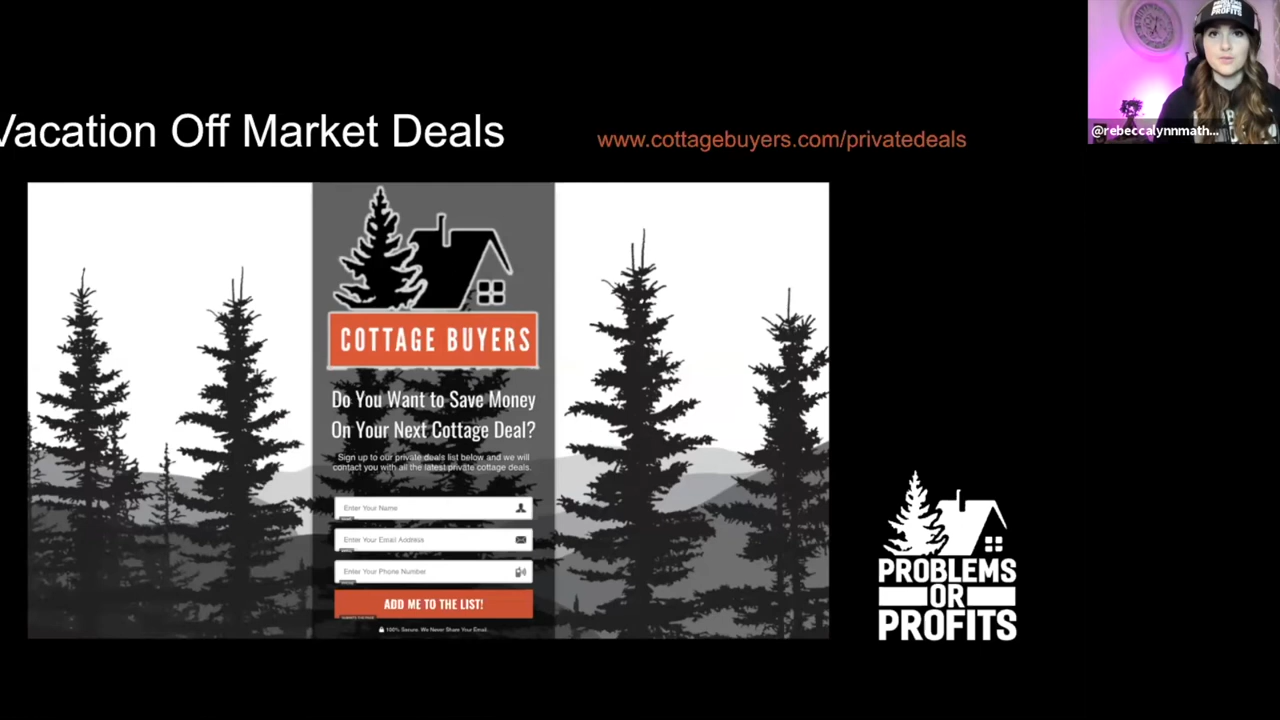 @rebeccalynnmath...
Vacation Off Market Deals
www.cottagebuyers.com/privatedeals
COTTAGE BUYERS
Do You Want to Save Money
On Your Next Cottage Deal?
Sign up to our private deals list below and we will
contact you with all the latest private cottage deals.
Enter Your Name
Enter Your Email Address
Enter Your Phone Number
ADD ME TO THE LIST!
100% Secure. We Never Share Your Email.
PROBLEMS
OR
PROFITS